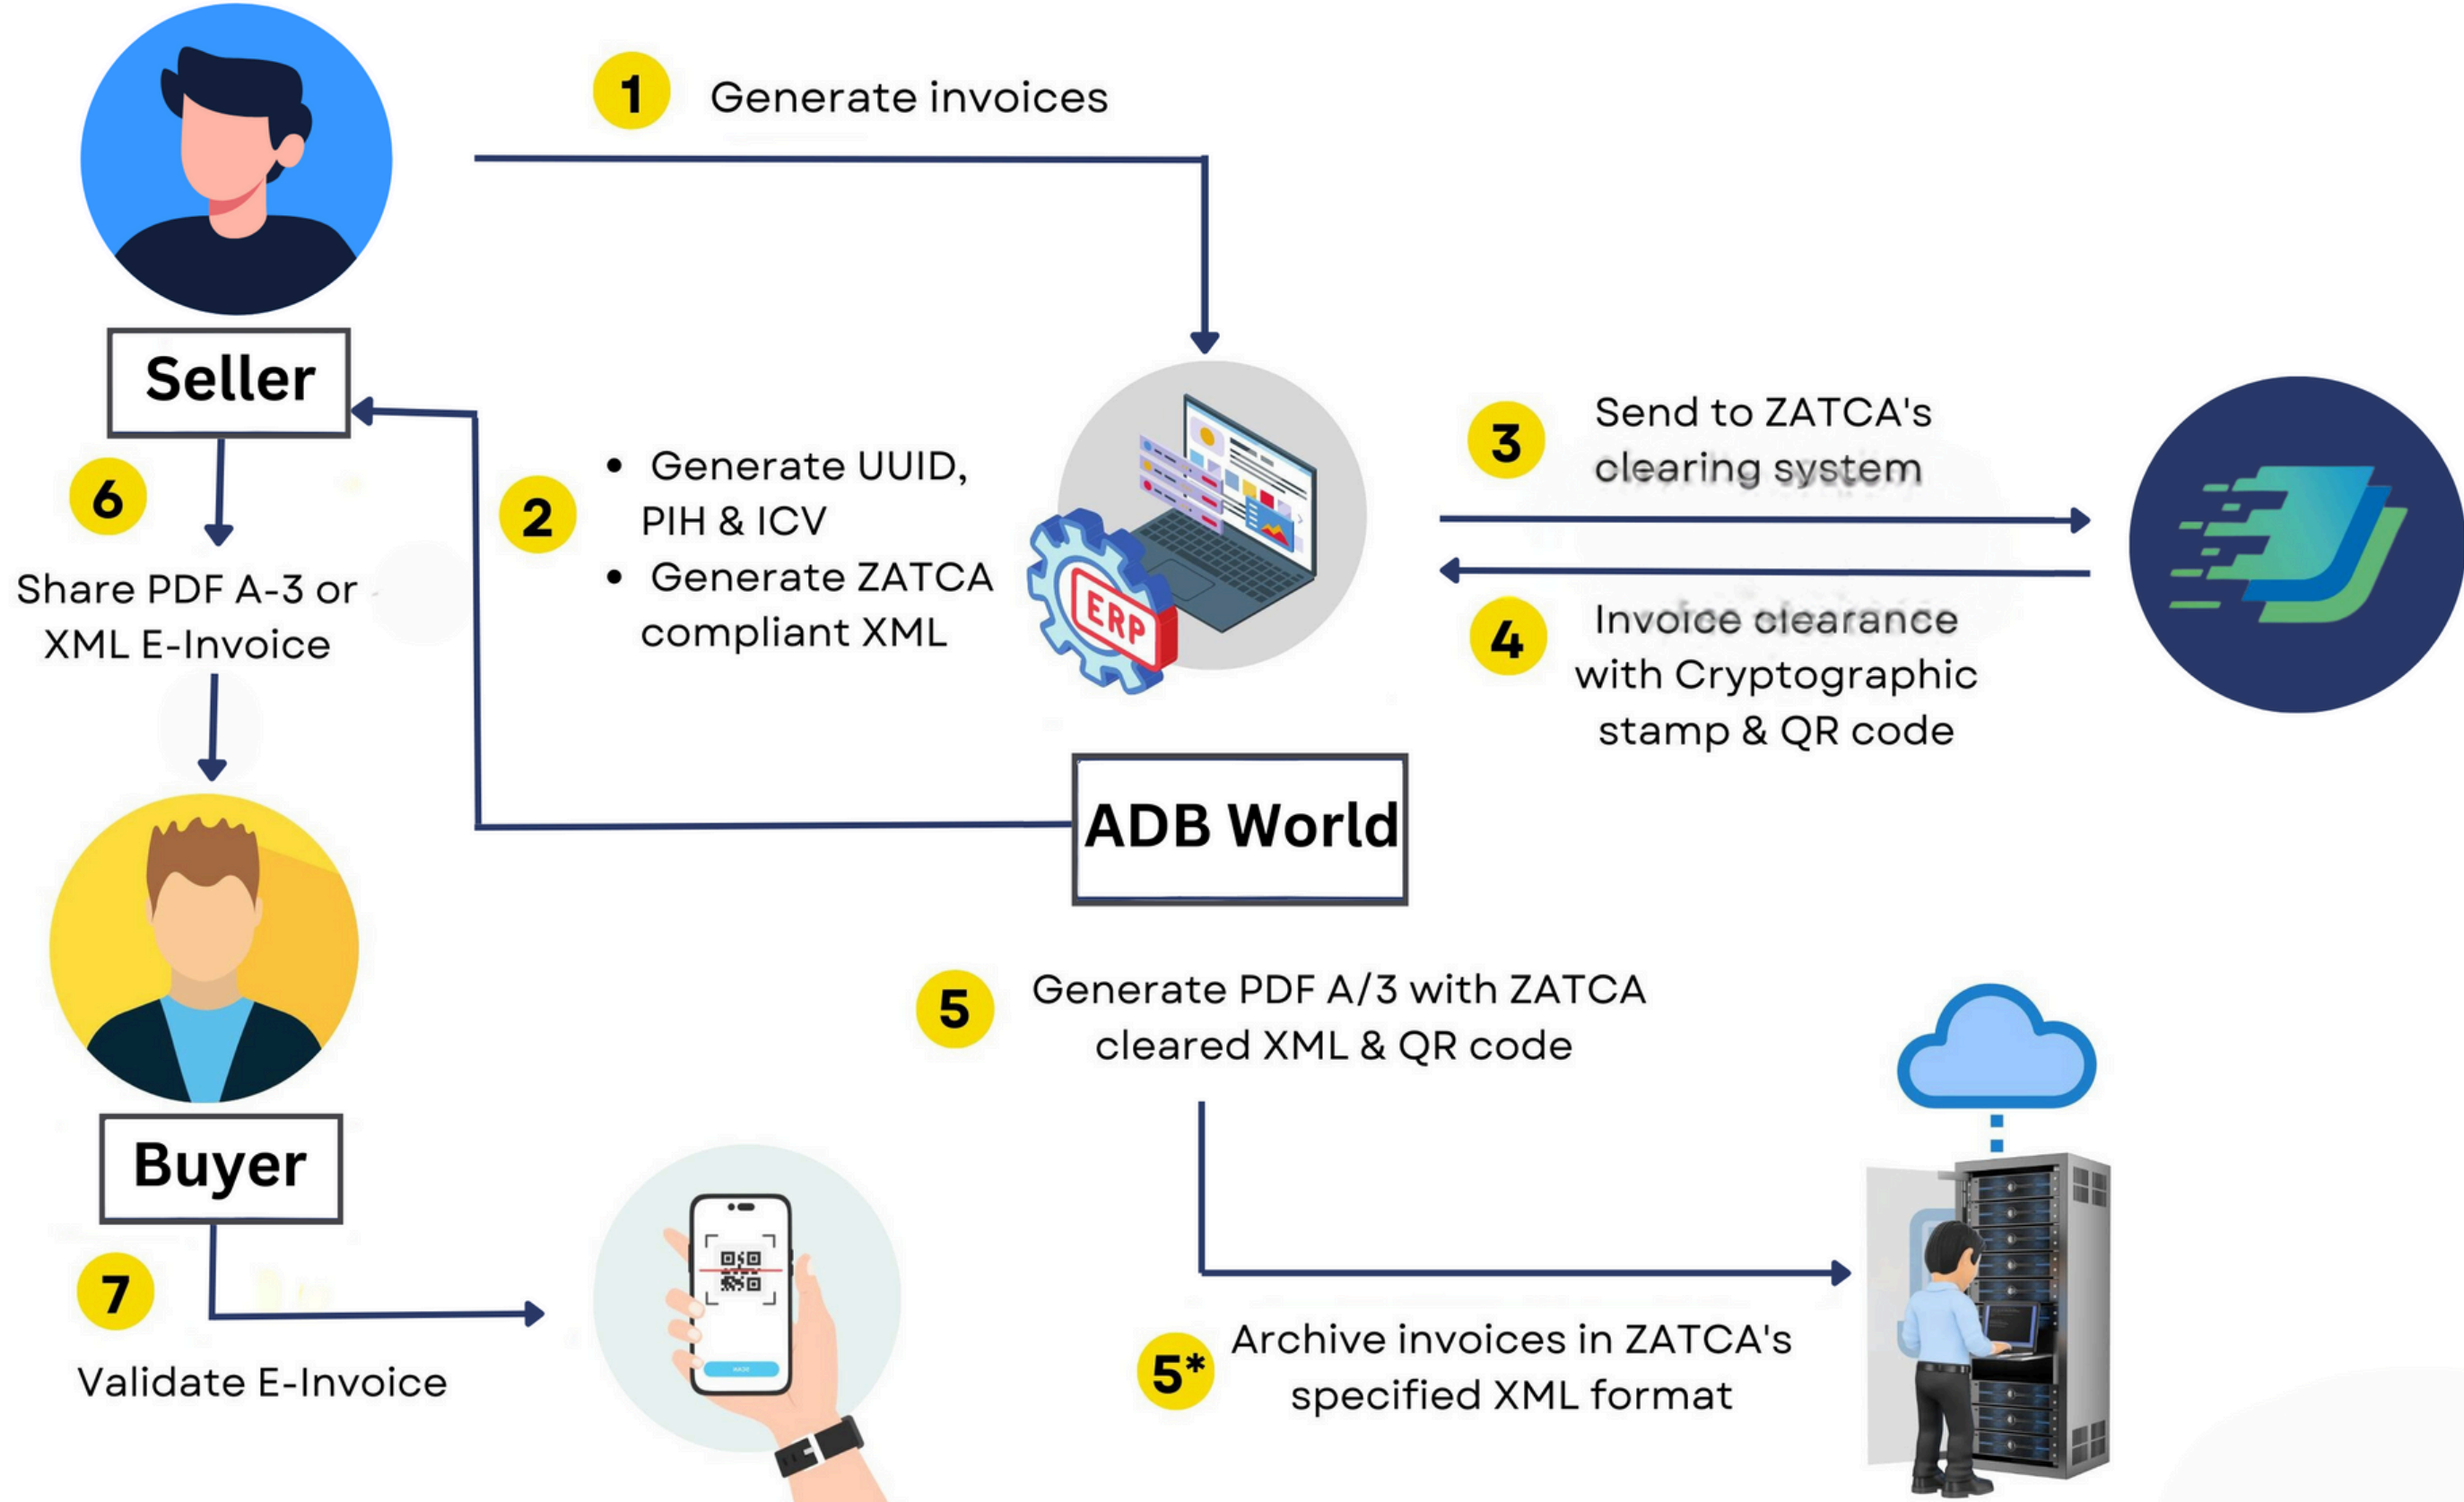 1
Generate invoices
Seller
6
Share PDF A-3 or
XML E-Invoice
2
• Generate UUID,
PIH & ICV
• Generate ZATCA
compliant XML
ERP
3
Send to ZATCA's
clearing system
4
Invoice clearance
with Cryptographic
stamp & QR code
ADB World
5
Generate PDF A/3 with ZATCA
cleared XML & QR code
Buyer
7
Validate E-Invoice
5*
Archive invoices in ZATCA's
specified XML format